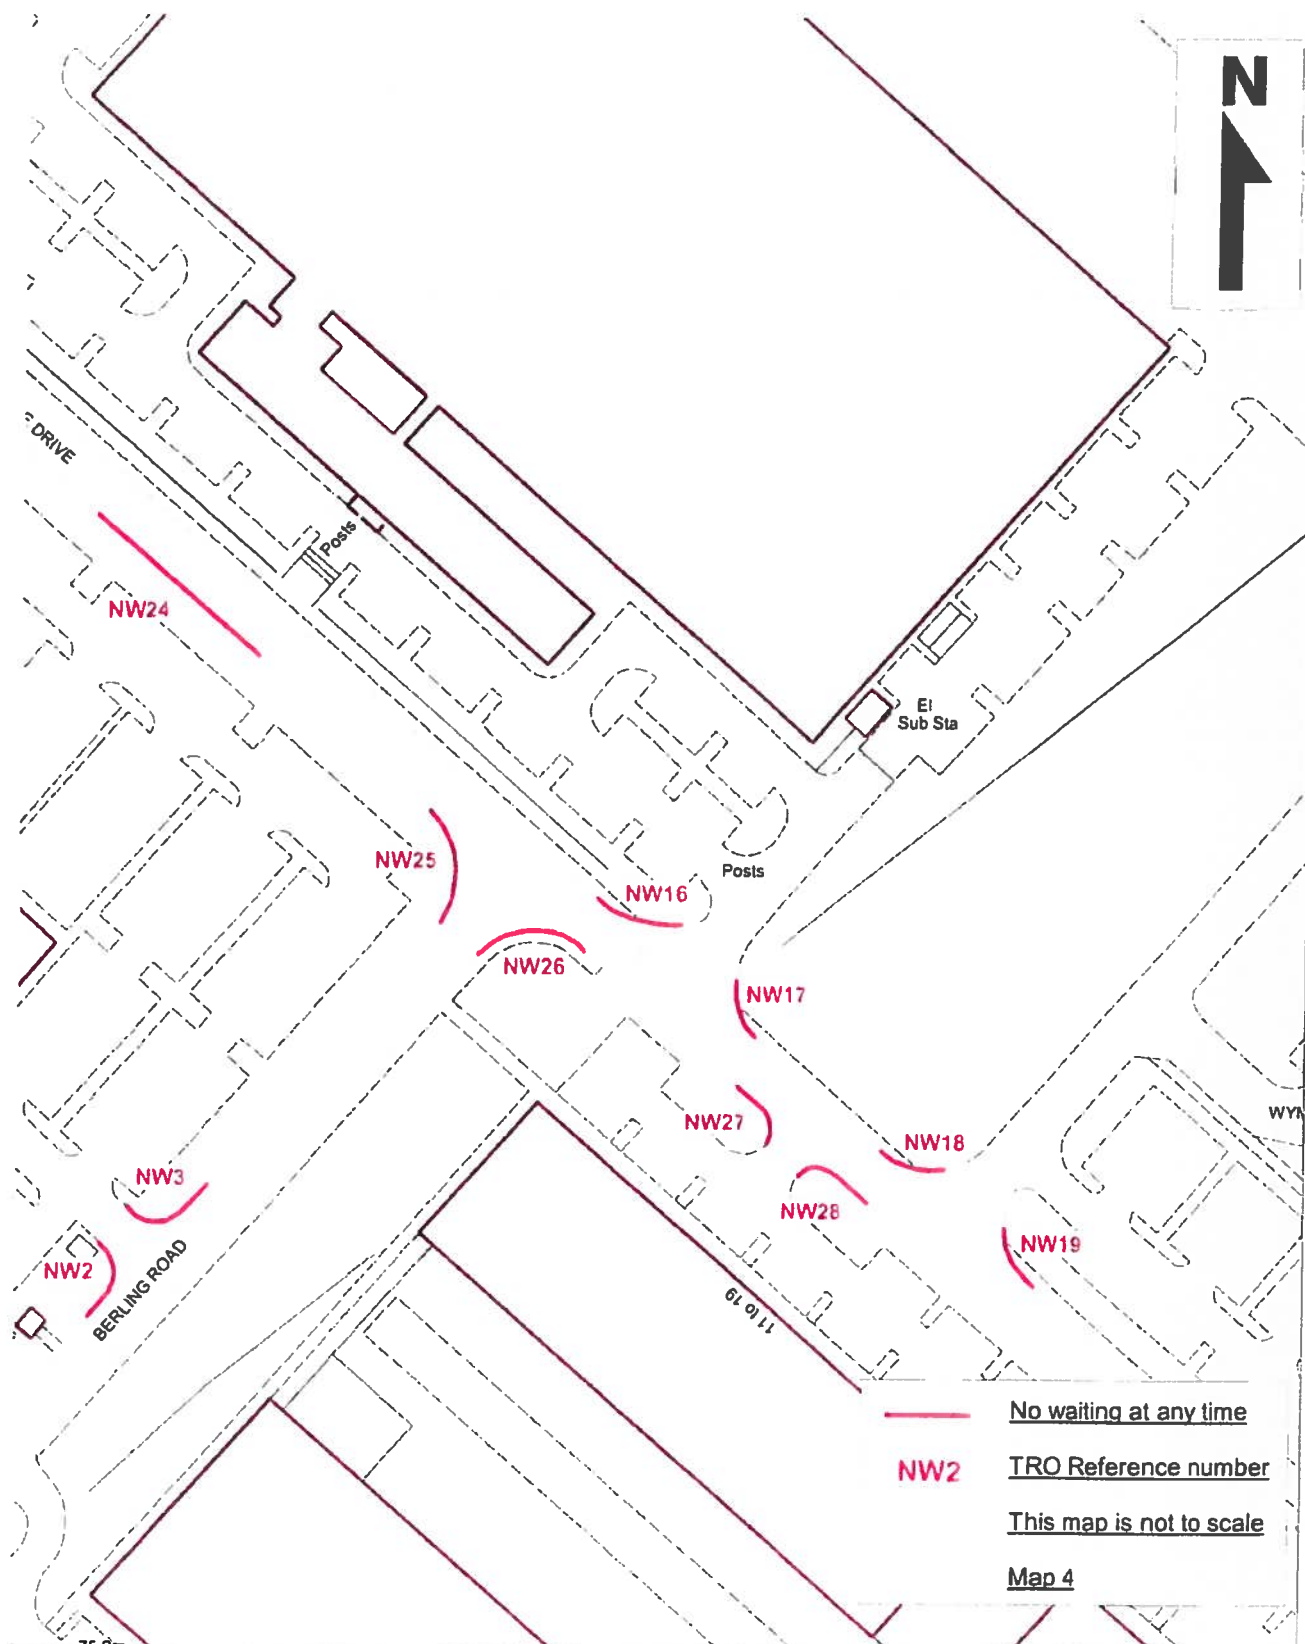 N
DRIVE
Posts
NW24
El
Sub Sta
NW25
Posts
NW16
NW26
NW17
WYN
NW27
NW18
NW3
NW28
NW19
NW2
BERLING ROAD
11 to 19
No waiting at any time
NW2 TRO Reference number
This map is not to scale
Map 4